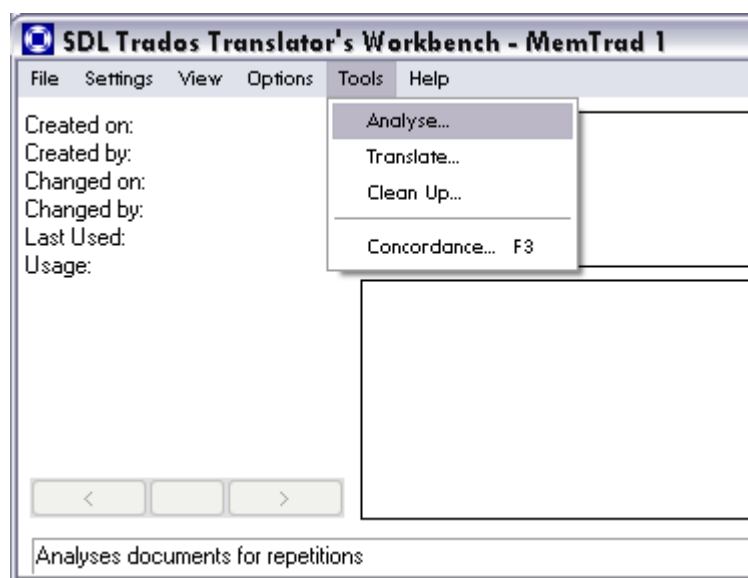 SDL Trados Translator's Workbench - MemTrad 1
File Settings View Options Tools Help
Analyse...
Translate...
Clean Up...
Concordance... F3
Created on:
Created by:
Changed on:
Changed by:
Last Used:
Usage:
< >
Analyses documents for repetitions